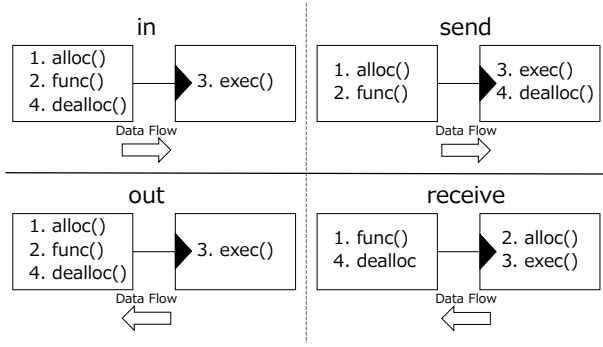 in
1. alloc()
2. func()
4. dealloc()
3. exec()
Data Flow
send
1. alloc()
2. func()
3. exec()
4. dealloc()
Data Flow
out
1. alloc()
2. func()
4. dealloc()
3. exec()
Data Flow
receive
1. func()
4. dealloc
2. alloc()
3. exec()
Data Flow